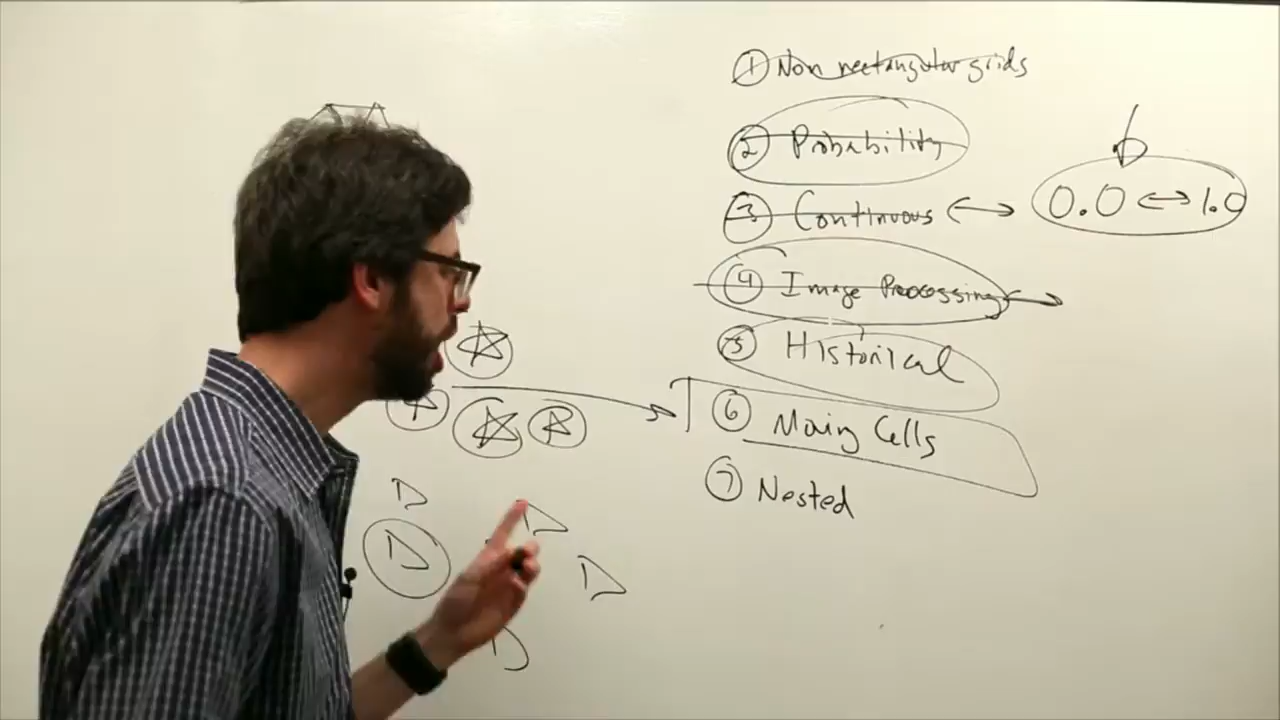 ① Non rectangular grids
② Probability
③ Continuous ↔ 0.0 ↔ 1.0
④ Image Processing →
⑤ Historical
⑥ Moving Cells
⑦ Nested